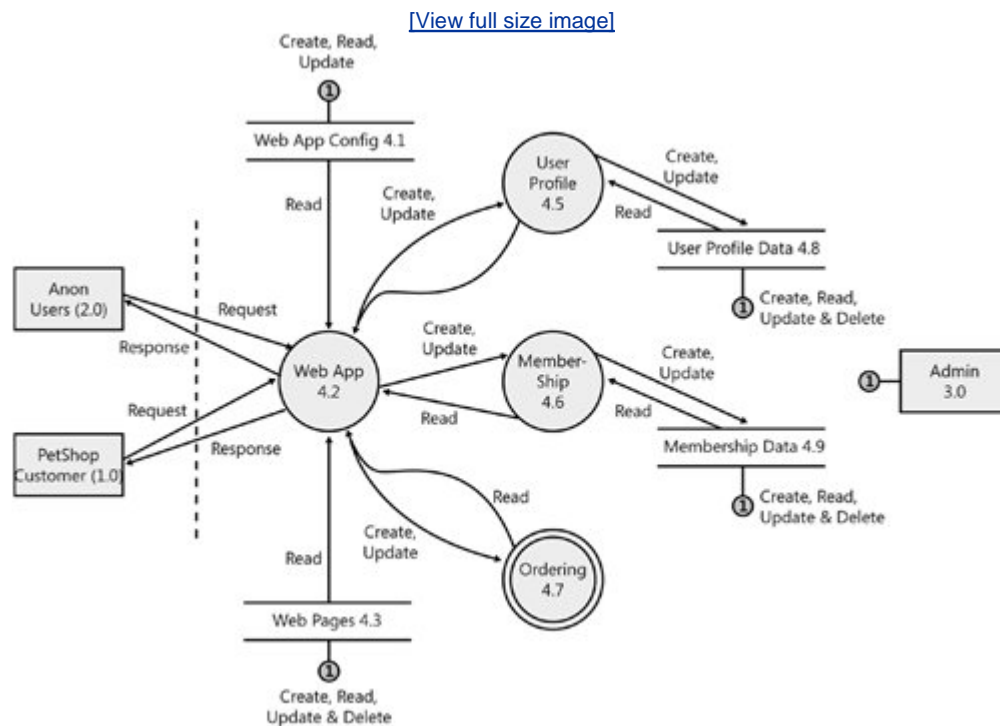 [View full size image]
Create, Read,
Update
1
Web App Config 4.1
Read
Create,
Update
User
Profile
4.5
Create,
Update
Read
User Profile Data 4.8
1
Create, Read,
Update & Delete
Anon
Users (2.0)
Request
Response
Web App
4.2
Create,
Update
Read
Member-
Ship
4.6
Create,
Update
Read
Membership Data 4.9
1
Create, Read,
Update & Delete
1
Admin
3.0
PetShop
Customer (1.0)
Request
Response
Read
Create,
Update
Read
Ordering
4.7
Web Pages 4.3
1
Create, Read,
Update & Delete